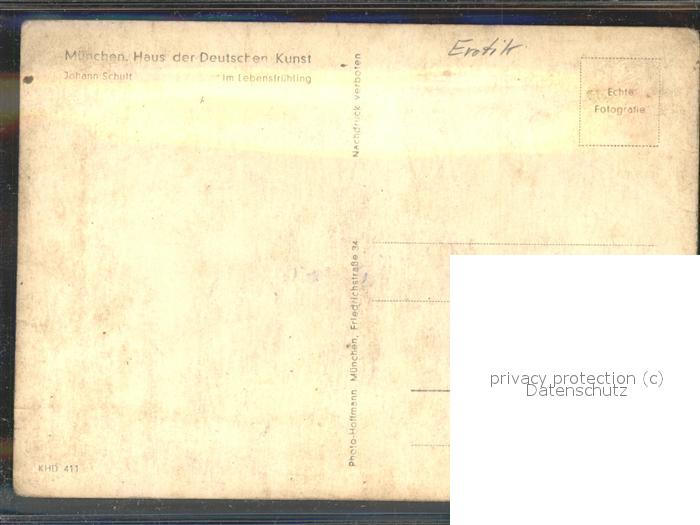 München, Haus der Deutschen Kunst
Johann Schult im Lebensfrühling
Erotik
Echte
Fotografie
Nachdruck verboten
Photo-Hoffmann München, Friedrichstraße 34
KHD 411
privacy protection (c)
Datenschutz